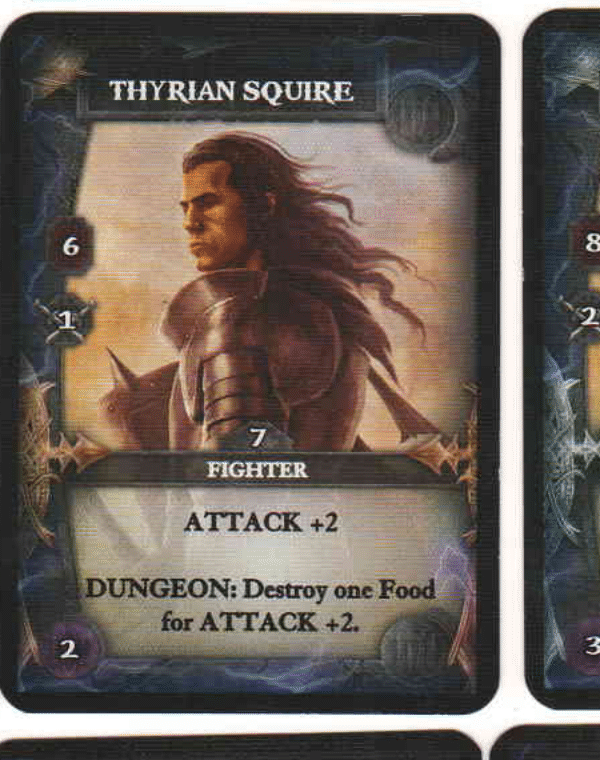 THYRIAN SQUIRE
6
8
1
2
7
FIGHTER
ATTACK +2
DUNGEON: Destroy one Food
for ATTACK +2.
2
3